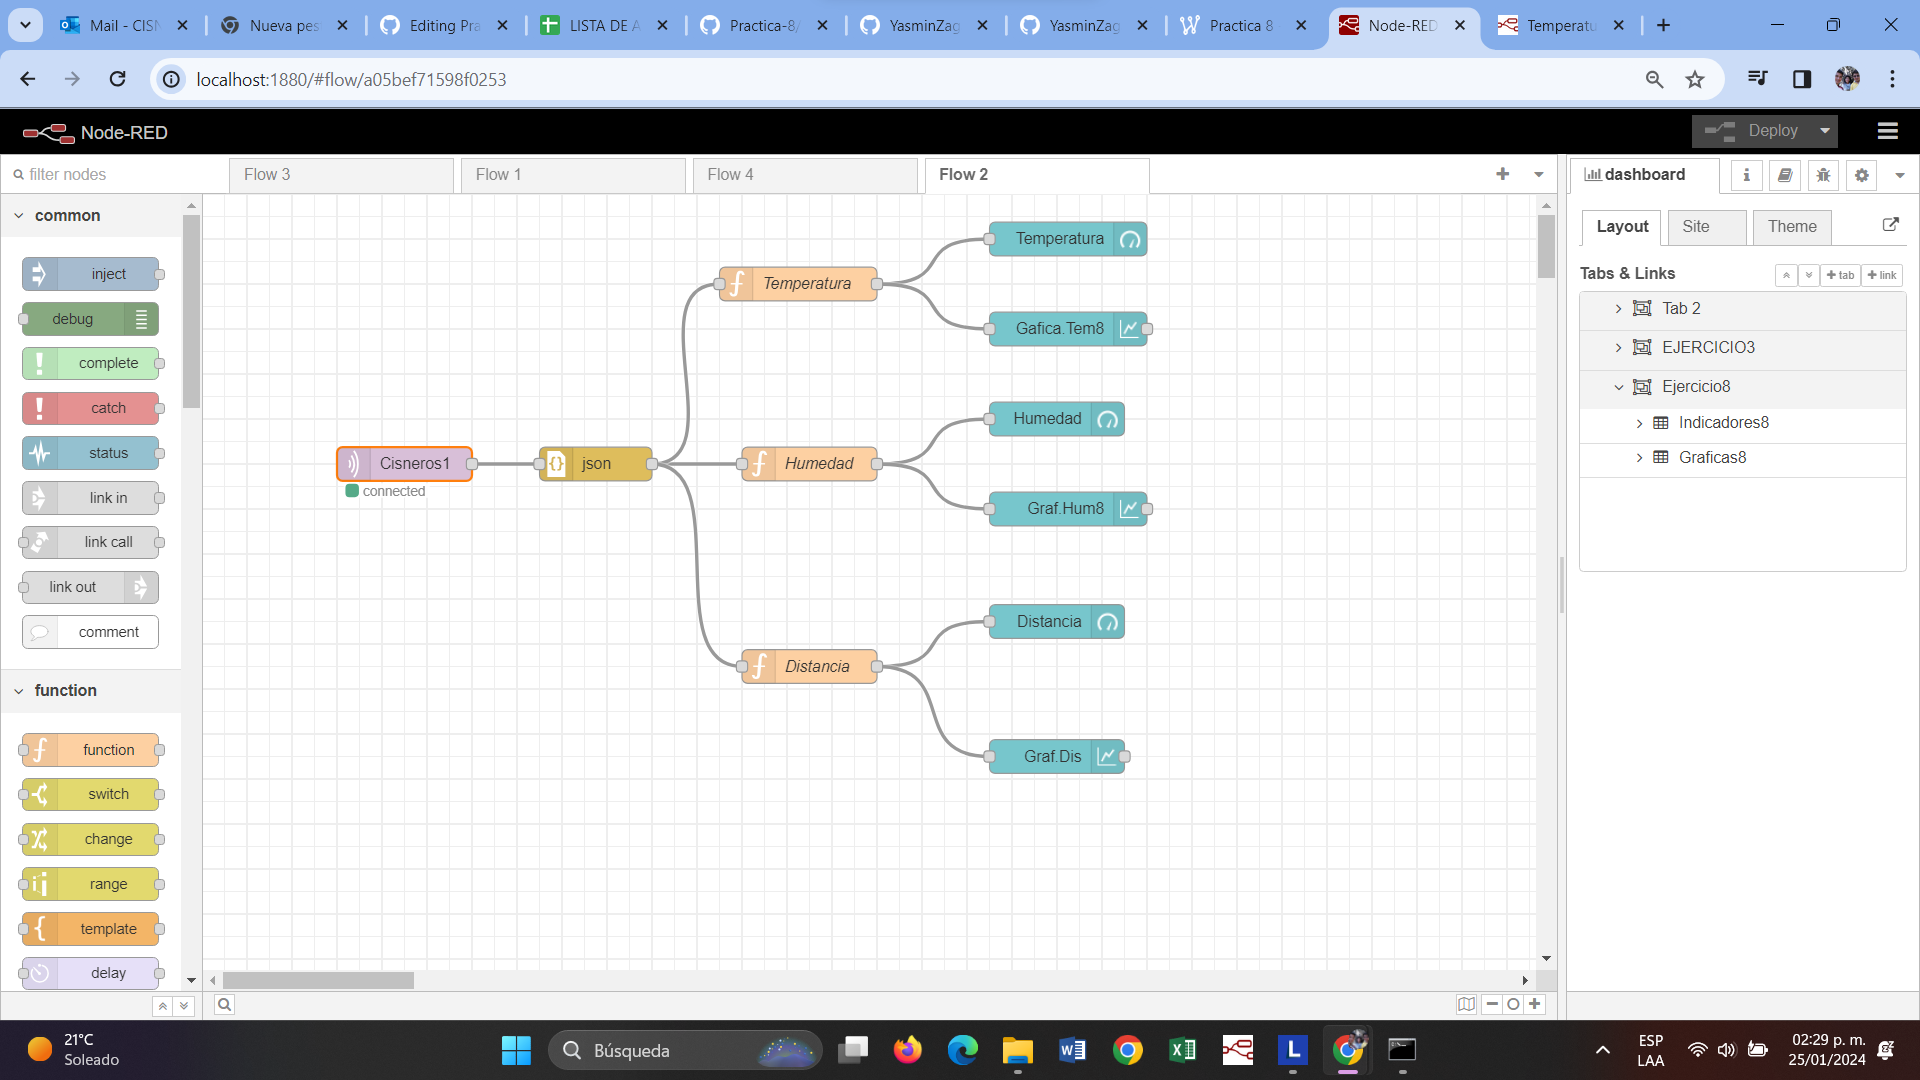 Mail - CISN
Nueva pes
Editing Pra
LISTA DE A
Practica-8/
YasminZag
YasminZag
Practica 8
Node-RED
Temperatu
localhost:1880/#flow/a05bef71598f0253
Node-RED
Deploy
filter nodes
Flow 3
Flow 1
Flow 4
Flow 2
dashboard
common
inject
debug
complete
catch
status
link in
link call
link out
comment
function
function
switch
change
range
template
delay
Temperatura
Temperatura
Gafica.Tem8
Humedad
Cisneros1
json
Humedad
connected
Graf.Hum8
Distancia
Distancia
Graf.Dis
Layout
Site
Theme
Tabs & Links
tab
link
Tab 2
EJERCICIO3
Ejercicio8
Indicadores8
Graficas8
21°C
Soleado
Búsqueda
ESP
LAA
02:29 p. m.
25/01/2024